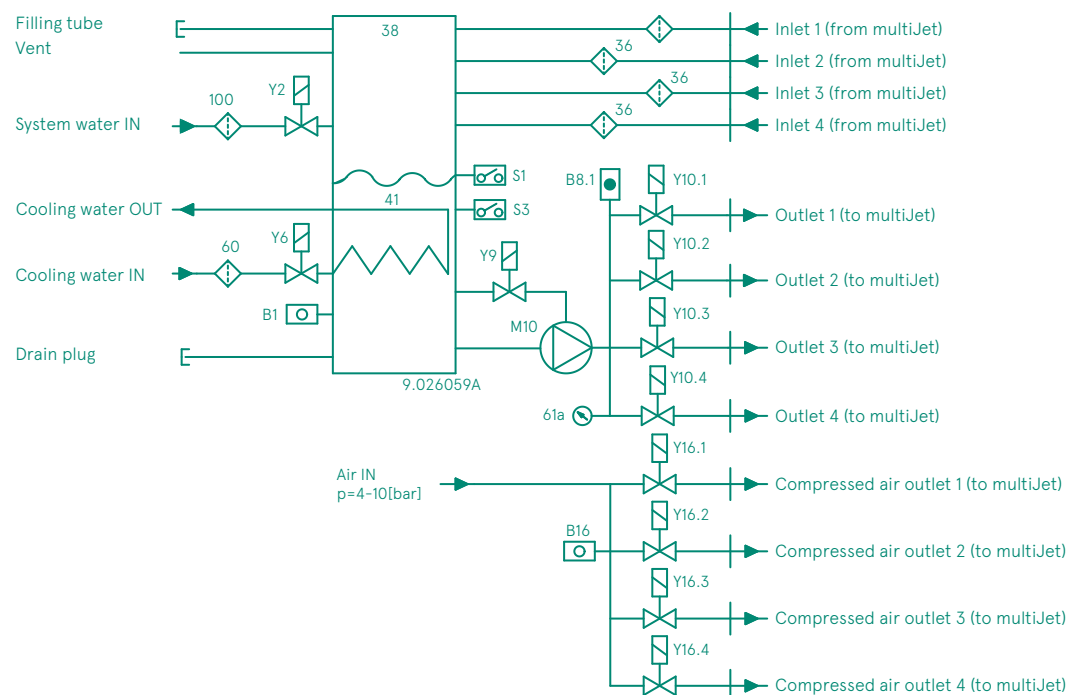 Filling tube
38
Inlet 1 (from multiJet)
Vent
36
Inlet 2 (from multiJet)
36
Inlet 3 (from multiJet)
100
Y2
36
System water IN
Inlet 4 (from multiJet)
S1
B8.1
Y10.1
41
Cooling water OUT
S3
Outlet 1 (to multiJet)
60
Y6
Y10.2
Y9
Cooling water IN
Outlet 2 (to multiJet)
B1
M10
Y10.3
Drain plug
Outlet 3 (to multiJet)
9.026059A
Y10.4
61a
Outlet 4 (to multiJet)
Y16.1
Air IN
p=4-10[bar]
Compressed air outlet 1 (to multiJet)
Y16.2
B16
Compressed air outlet 2 (to multiJet)
Y16.3
Compressed air outlet 3 (to multiJet)
Y16.4
Compressed air outlet 4 (to multiJet)